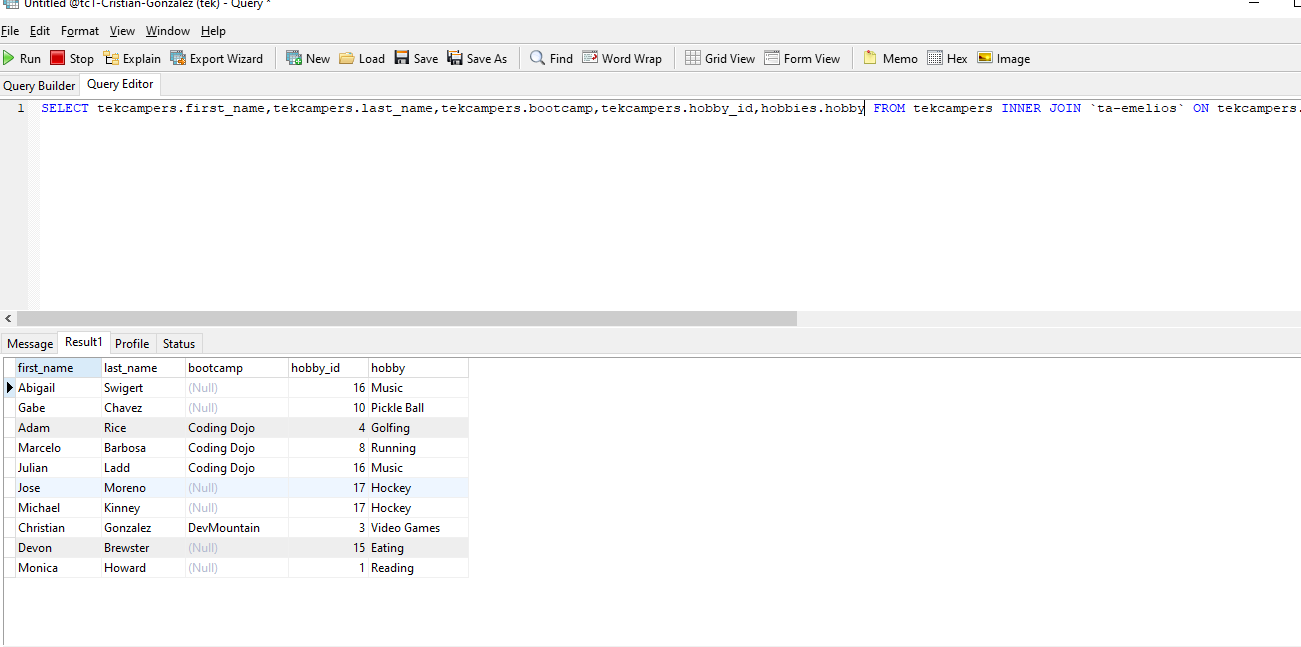 Untitled @tc1-Cristian-Gonzalez (tek) - Query *
File Edit Format View Window Help
Run Stop Explain Export Wizard New Load Save Save As Find Word Wrap Grid View Form View Memo Hex Image
Query Builder Query Editor
1 SELECT tekcampers.first_name,tekcampers.last_name,tekcampers.bootcamp,tekcampers.hobby_id,hobbies.hobby FROM tekcampers INNER JOIN `ta-emelios` ON tekcampers.
Message Result1 Profile Status
first_name last_name bootcamp hobby_id hobby
Abigail Swigert (Null) 16 Music
Gabe Chavez (Null) 10 Pickle Ball
Adam Rice Coding Dojo 4 Golfing
Marcelo Barbosa Coding Dojo 8 Running
Julian Ladd Coding Dojo 16 Music
Jose Moreno (Null) 17 Hockey
Michael Kinney (Null) 17 Hockey
Christian Gonzalez DevMountain 3 Video Games
Devon Brewster (Null) 15 Eating
Monica Howard (Null) 1 Reading